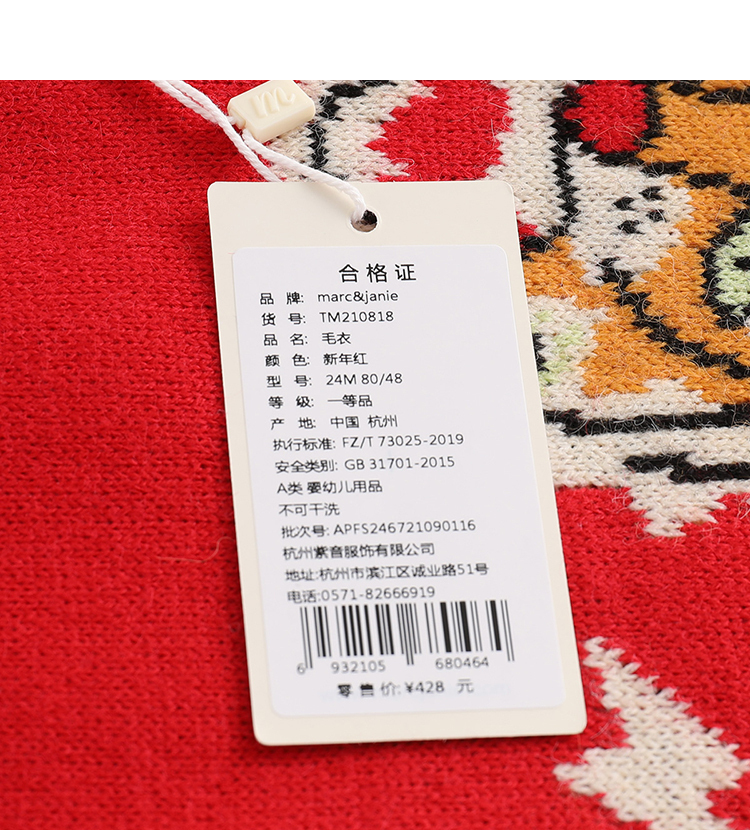 m
合格证
品 牌: marc&janie
货 号: TM210818
品 名: 毛衣
颜 色: 新年红
型 号: 24M 80/48
等 级: 一等品
产 地: 中国 杭州
执行标准: FZ/T 73025-2019
安全类别: GB 31701-2015
A类 婴幼儿用品
不可干洗
批次号: APFS246721090116
杭州紫音服饰有限公司
地址: 杭州市滨江区诚业路51号
电话:0571-82666919
6 932105 680464
零 售 价: ¥428 元